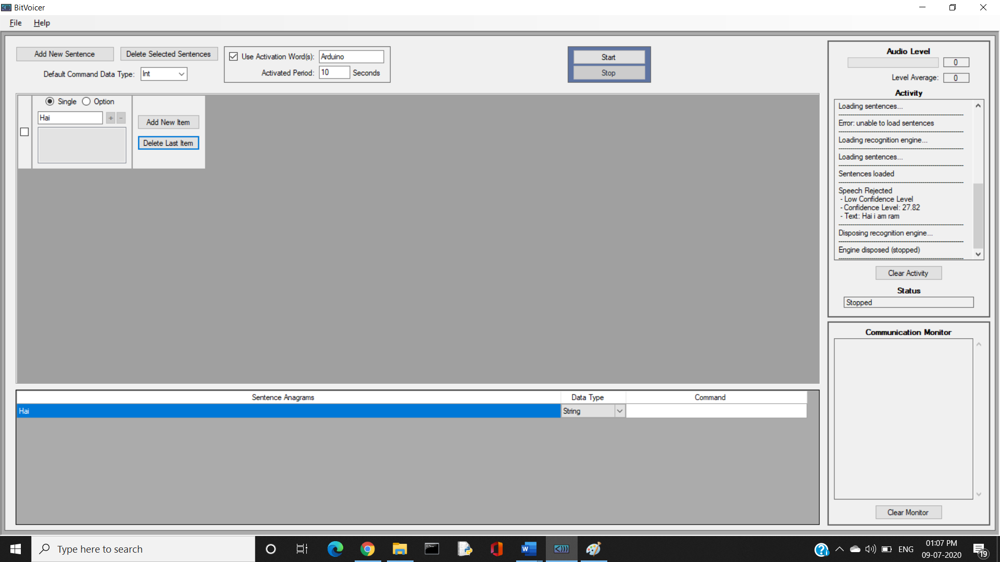 BitVoicer
File Help
Add New Sentence Delete Selected Sentences
Default Command Data Type: Int
Use Activation Word(s): Arduino
Activated Period: 10 Seconds
Start
Stop
Single Option
Hai + -
Add New Item
Delete Last Item
Sentence Anagrams Data Type Command
Hai String
Audio Level
0
Level Average: 0
Activity
Loading sentences...
Error: unable to load sentences
Loading recognition engine...
Loading sentences...
Sentences loaded
Speech Rejected
- Low Confidence Level
- Confidence Level: 27.82
- Text: Hai i am ram
Disposing recognition engine...
Engine disposed (stopped)
Clear Activity
Status
Stopped
Communication Monitor
Clear Monitor
Type here to search
ENG
01:07 PM
09-07-2020
19